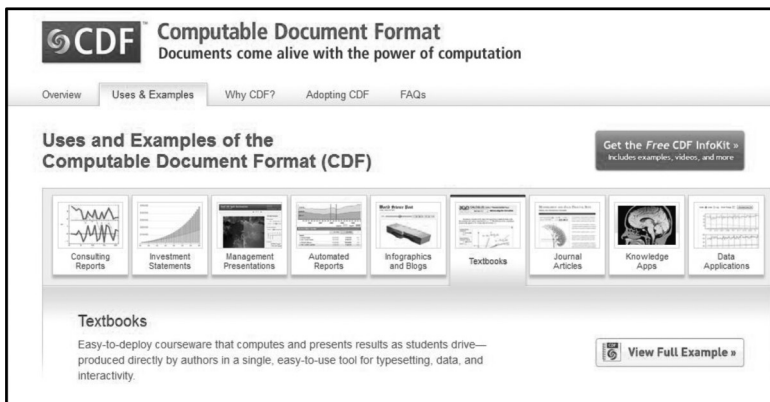 CDF™
Computable Document Format
Documents come alive with the power of computation
Overview
Uses & Examples
Why CDF?
Adopting CDF
FAQs
Uses and Examples of the
Computable Document Format (CDF)
Get the Free CDF InfoKit »
Includes examples, videos, and more
Consulting
Reports
Investment
Statements
Management
Presentations
Automated
Reports
Infographics
and Blogs
Textbooks
Journal
Articles
Knowledge
Apps
Data
Applications
Textbooks
Easy-to-deploy courseware that computes and presents results as students drive—
produced directly by authors in a single, easy-to-use tool for typesetting, data, and
interactivity.
View Full Example »